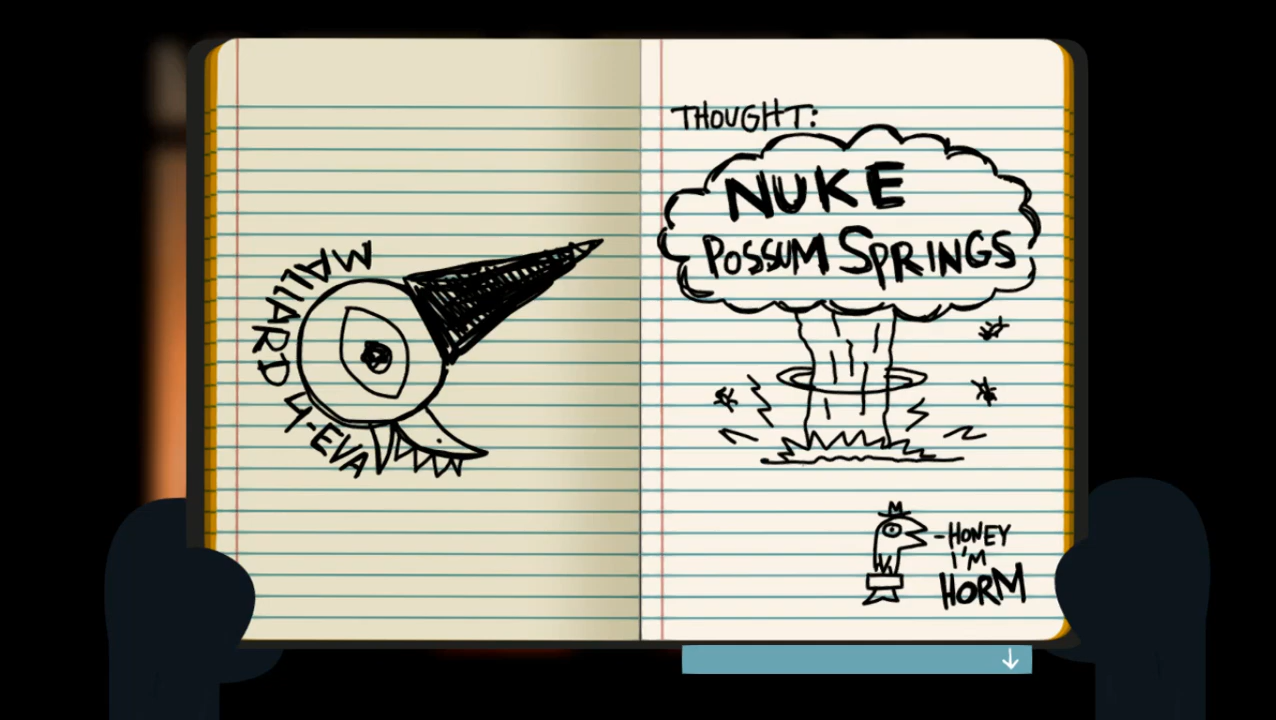 MALLARD 4-EVA
THOUGHT:
NUKE
POSSUM SPRINGS
-HONEY
I'M
HORM